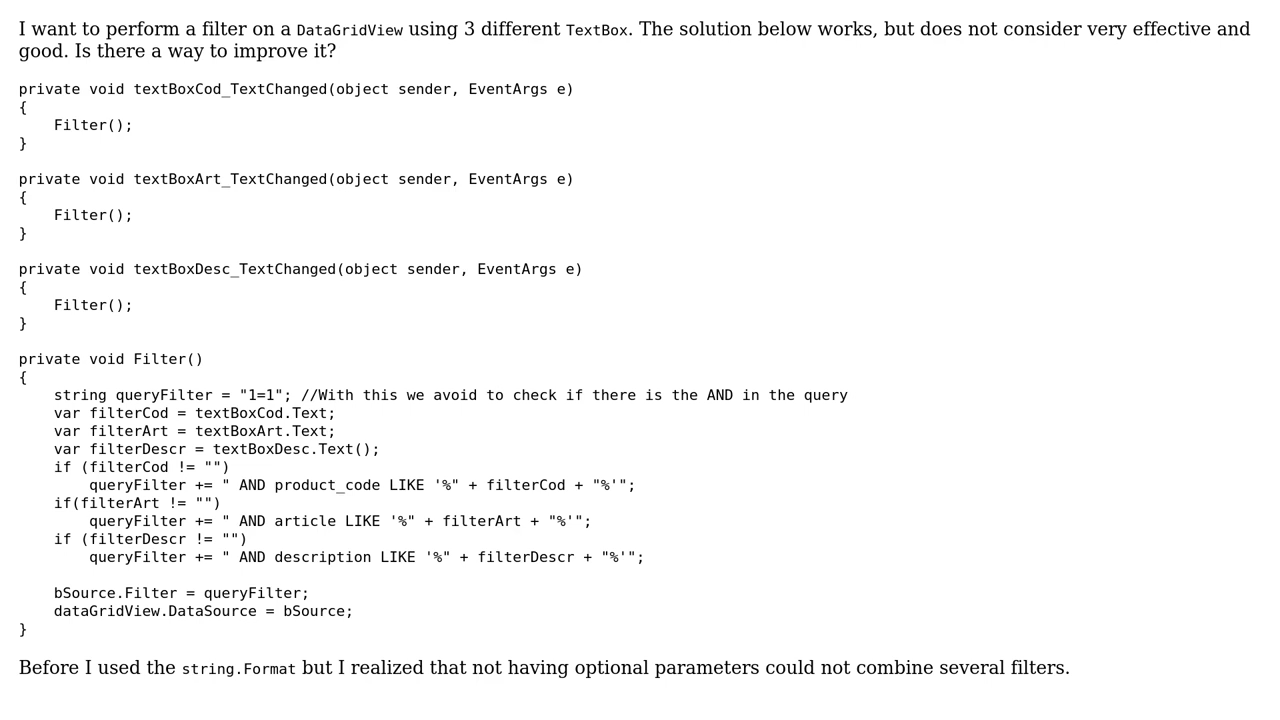 I want to perform a filter on a DataGridView using 3 different TextBox. The solution below works, but does not consider very effective and
good. Is there a way to improve it?
private void textBoxCod_TextChanged(object sender, EventArgs e)
{
    Filter();
}
private void textBoxArt_TextChanged(object sender, EventArgs e)
{
    Filter();
}
private void textBoxDesc_TextChanged(object sender, EventArgs e)
{
    Filter();
}
private void Filter()
{
    string queryFilter = "1=1"; //With this we avoid to check if there is the AND in the query
    var filterCod = textBoxCod.Text;
    var filterArt = textBoxArt.Text;
    var filterDescr = textBoxDesc.Text();
    if (filterCod != "")
        queryFilter += " AND product_code LIKE '%" + filterCod + "%'";
    if(filterArt != "")
        queryFilter += " AND article LIKE '%" + filterArt + "%'";
    if (filterDescr != "")
        queryFilter += " AND description LIKE '%" + filterDescr + "%'";
    bSource.Filter = queryFilter;
    dataGridView.DataSource = bSource;
}
Before I used the string.Format but I realized that not having optional parameters could not combine several filters.